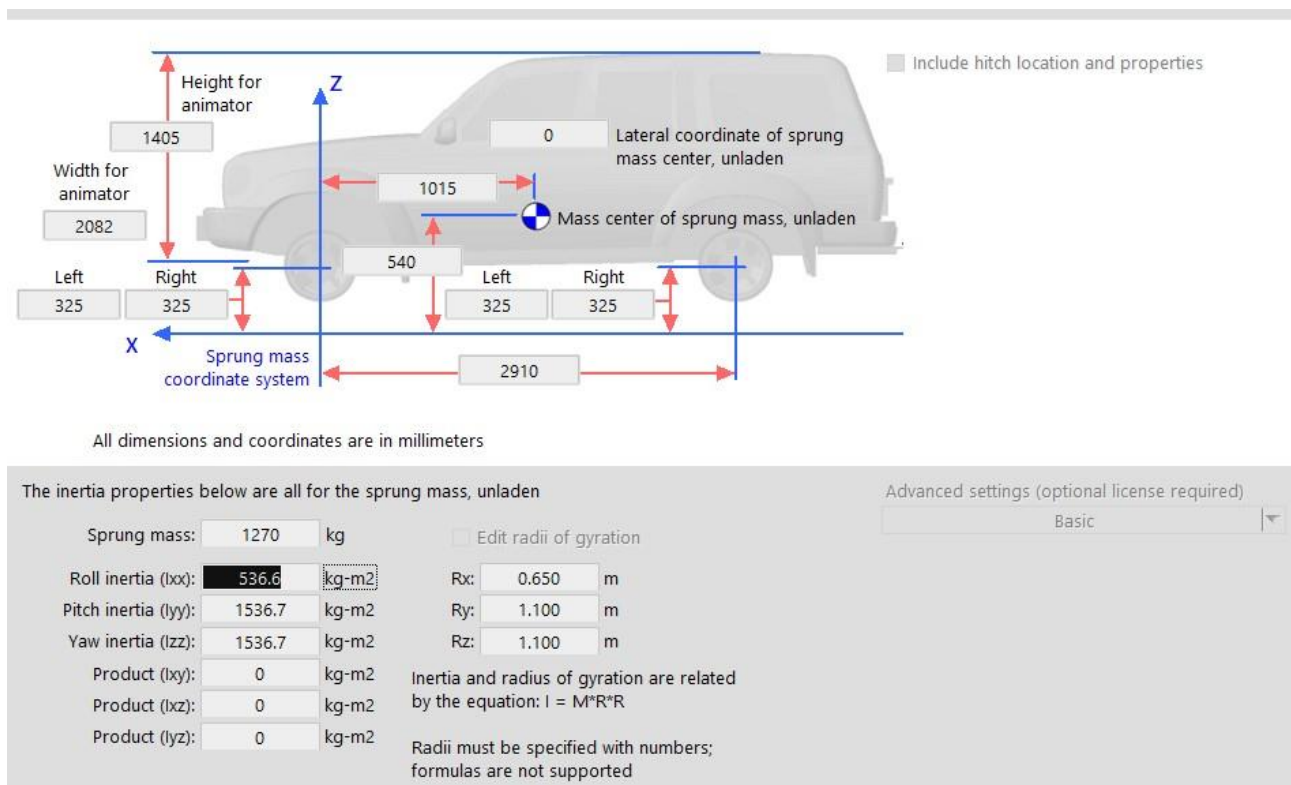 Include hitch location and properties
Height for
animator
Z
1405
0
Lateral coordinate of sprung
mass center, unladen
Width for
animator
1015
2082
Mass center of sprung mass, unladen
540
Left Right
Left Right
325 325
325 325
X
Sprung mass
coordinate system
2910
All dimensions and coordinates are in millimeters
The inertia properties below are all for the sprung mass, unladen
Advanced settings (optional license required)
Basic
Sprung mass: 1270 kg
Edit radii of gyration
Roll inertia (Ixx): 536.6 kg-m2 Rx: 0.650 m
Pitch inertia (Iyy): 1536.7 kg-m2 Ry: 1.100 m
Yaw inertia (Izz): 1536.7 kg-m2 Rz: 1.100 m
Product (Ixy): 0 kg-m2
Product (Ixz): 0 kg-m2
Product (Iyz): 0 kg-m2
Inertia and radius of gyration are related
by the equation: I = M*R*R
Radii must be specified with numbers;
formulas are not supported